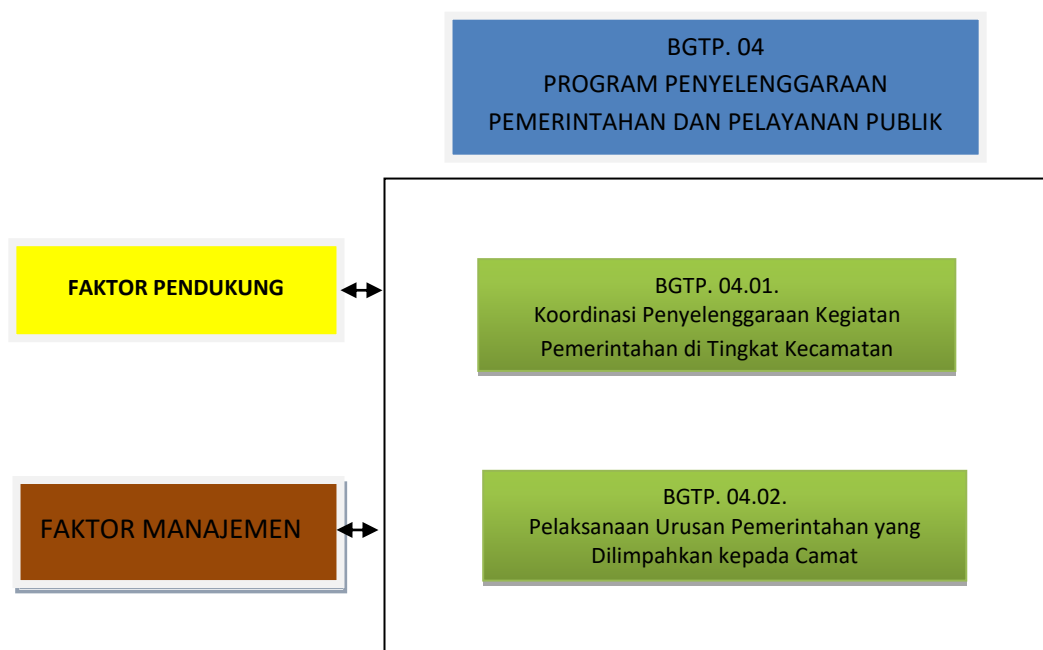 BGTP. 04
PROGRAM PENYELENGGARAAN
PEMERINTAHAN DAN PELAYANAN PUBLIK
FAKTOR PENDUKUNG
BGTP. 04.01.
Koordinasi Penyelenggaraan Kegiatan
Pemerintahan di Tingkat Kecamatan
FAKTOR MANAJEMEN
BGTP. 04.02.
Pelaksanaan Urusan Pemerintahan yang
Dilimpahkan kepada Camat